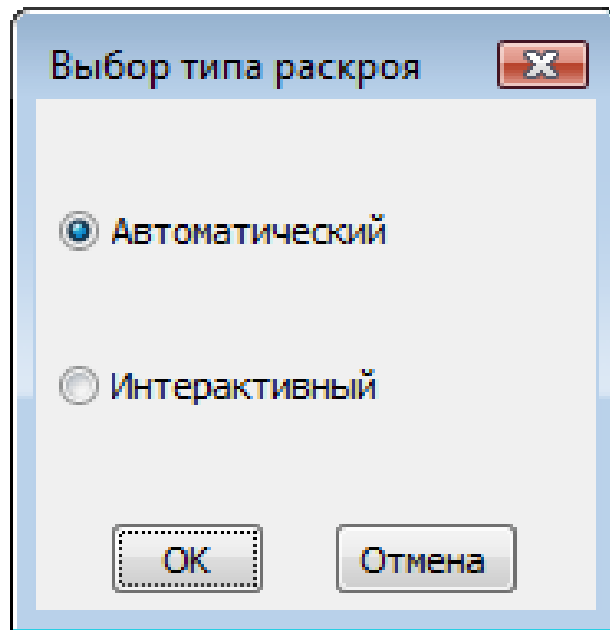 Выбор типа раскроя
Автоматический
Интерактивный
OK
Отмена